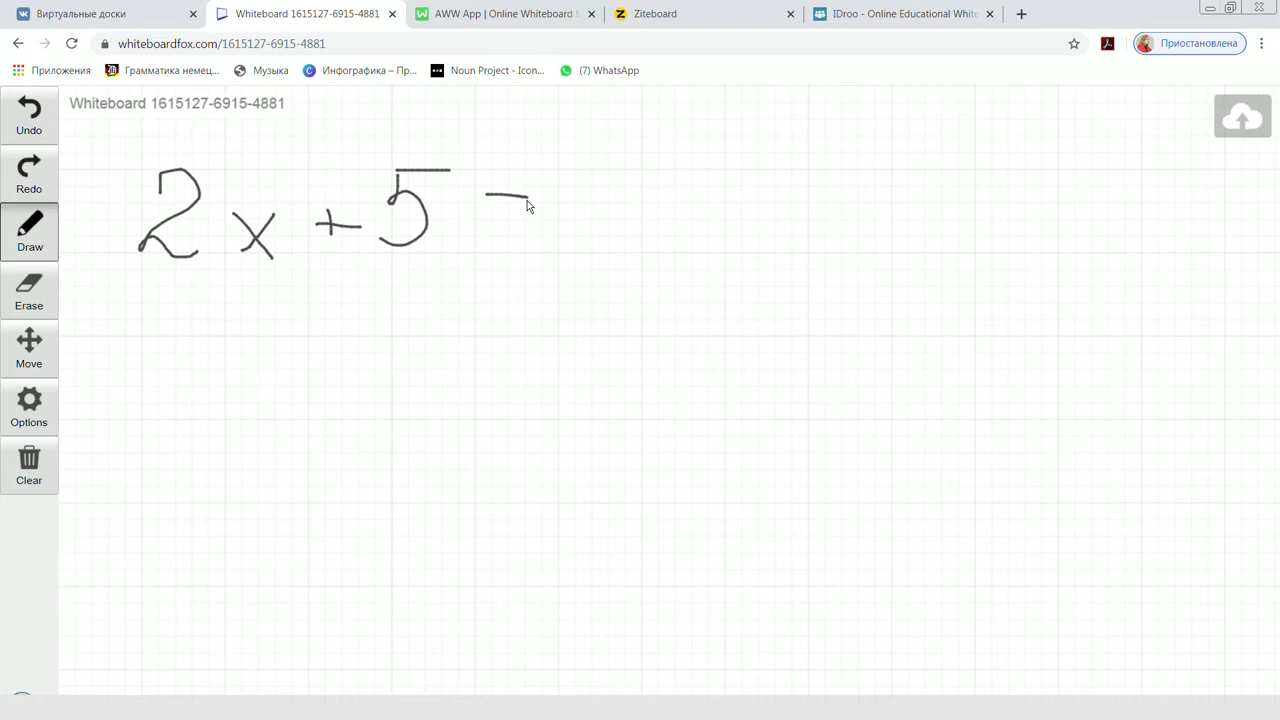 Виртуальные доски
Whiteboard 1615127-6915-4881
AWW App | Online Whiteboard f
Ziteboard
IDroo - Online Educational White
whiteboardfox.com/1615127-6915-4881
Приостановлена
Приложения
Грамматика немец...
Музыка
Инфографика – Пр...
Noun Project - Icon...
(7) WhatsApp
Whiteboard 1615127-6915-4881
Undo
Redo
Draw
Erase
Move
Options
Clear
2 x + 5 –